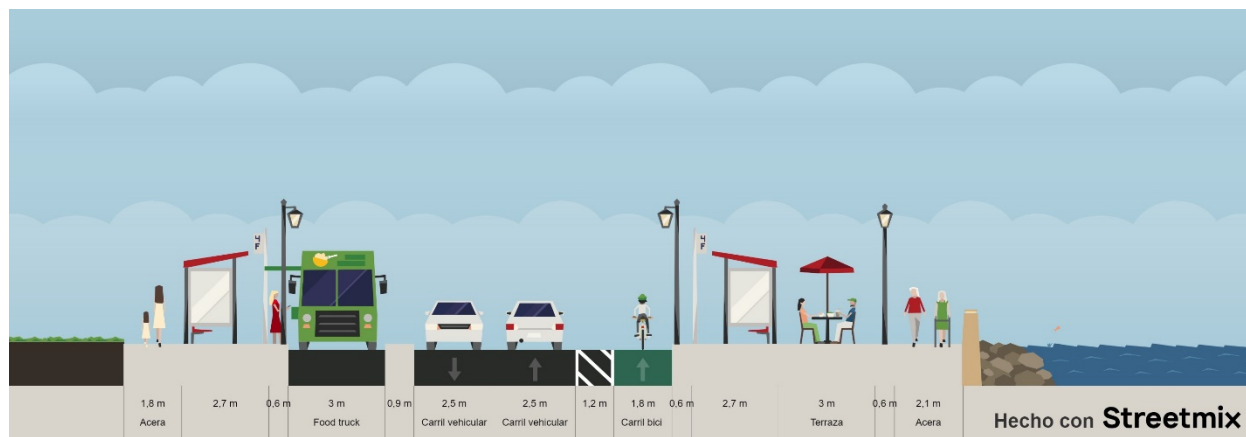 1,8 m
Acera
2,7 m
0,6 m
3 m
Food truck
0,9 m
2,5 m
Carril vehicular
2,5 m
Carril vehicular
1,2 m
1,8 m
Carril bici
0,6 m
2,7 m
3 m
Terraza
0,6 m
2,1 m
Acera
Hecho con Streetmix